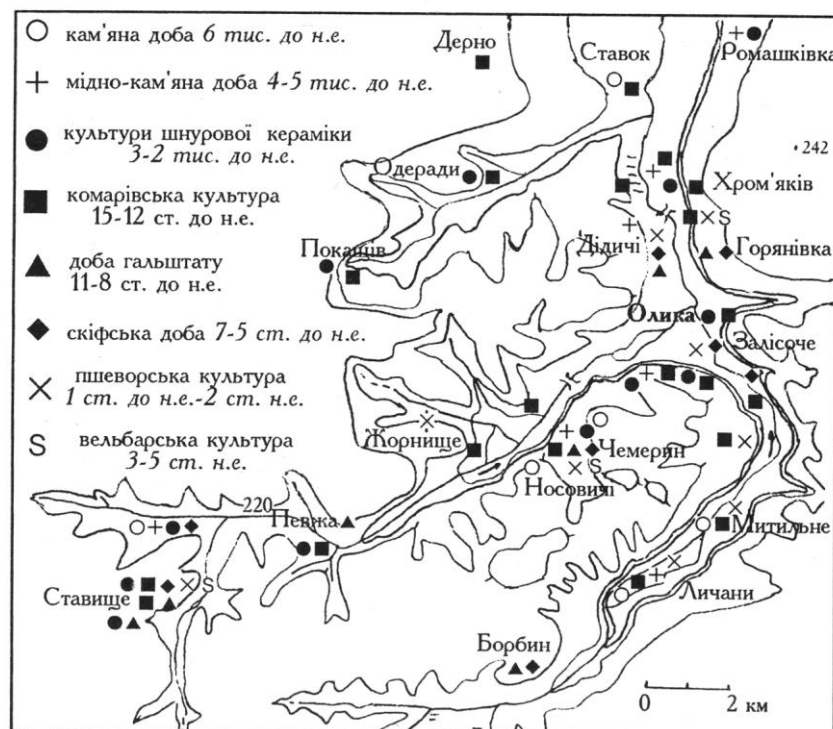 кам'яна доба 6 тис. до н.е.
мідно-кам'яна доба 4-5 тис. до н.е.
культури шнурової кераміки
3-2 тис. до н.е.
комарівська культура
15-12 ст. до н.е.
доба гальштату
11-8 ст. до н.е.
скіфська доба 7-5 ст. до н.е.
пшеворська культура
1 ст. до н.е.-2 ст. н.е.
S вельбарська культура
3-5 ст. н.е.
Дерно
Ставок
Ромашківка
242
Одеради
Хром'яків
S
Дідичі
Горянівка
Поканців
Олика
Залісоче
Жорнище
Чемерин
S
Носовичі
220
Певжа
Митильне
S
Ставище
Личани
Борбин
0 2 км